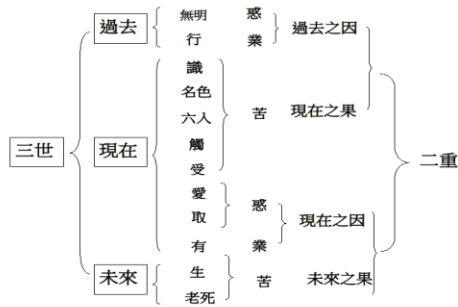 過去 無明 惑 過去之因
行 業
識
名色
六入 苦 現在之果
三世 現在 觸 二重
受
愛 惑
取 現在之因
有 業
未來 生 苦 未來之果
老死